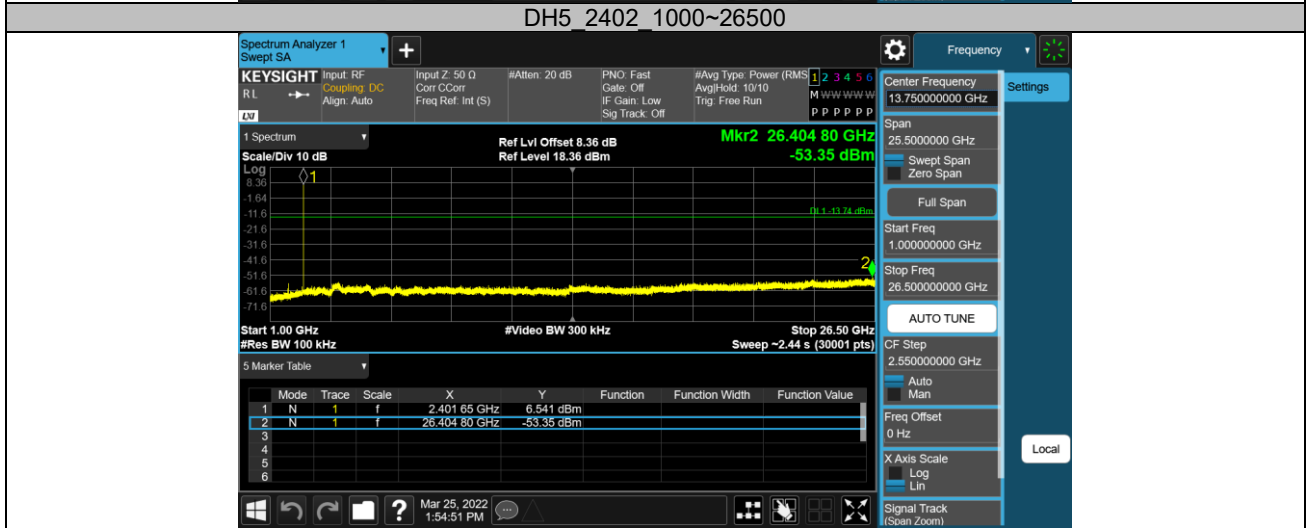 DH5_2402_1000~26500
Spectrum Analyzer 1
Swept SA
+
Frequency
KEYSIGHT
RL
LXI
Input: RF
Coupling: DC
Align: Auto
Input Z: 50 Ω
Corr CCorr
Freq Ref: Int (S)
#Atten: 20 dB
PNO: Fast
Gate: Off
IF Gain: Low
Sig Track: Off
#Avg Type: Power (RMS
Avg|Hold: 10/10
Trig: Free Run
1 2 3 4 5 6
M W W W W W
P P P P P P
1 Spectrum
Scale/Div 10 dB
Log
Ref Lvl Offset 8.36 dB
Ref Level 18.36 dBm
Mkr2 26.404 80 GHz
-53.35 dBm
1
8.36
-1.64
-11.6
DL1 -13.74 dBm
-21.6
-31.6
-41.6
2
-51.6
-61.6
-71.6
Start 1.00 GHz
#Video BW 300 kHz
Stop 26.50 GHz
#Res BW 100 kHz
Sweep ~2.44 s (30001 pts)
5 Marker Table
Mode Trace Scale X Y Function Function Width Function Value
1 N 1 f 2.401 65 GHz 6.541 dBm
2 N 1 f 26.404 80 GHz -53.35 dBm
3
4
5
6
?
Mar 25, 2022
1:54:51 PM
Center Frequency
13.750000000 GHz
Settings
Span
25.5000000 GHz
Swept Span
Zero Span
Full Span
Start Freq
1.000000000 GHz
Stop Freq
26.500000000 GHz
AUTO TUNE
CF Step
2.550000000 GHz
Auto
Man
Freq Offset
0 Hz
Local
X Axis Scale
Log
Lin
Signal Track
(Span Zoom)